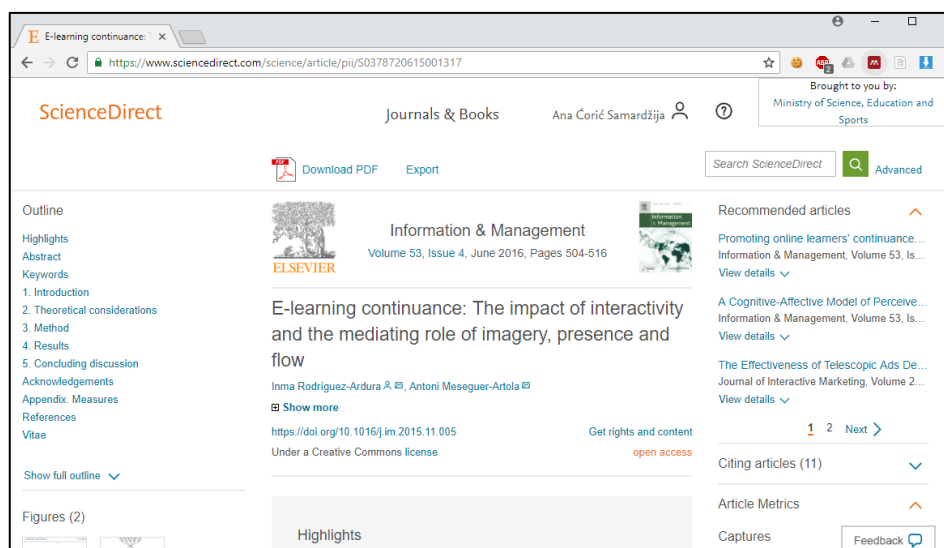 E-learning continuance: T
https://www.sciencedirect.com/science/article/pii/S0378720615001317
ABP
2
Brought to you by:
Ministry of Science, Education and
Sports
ScienceDirect
Journals & Books
Ana Ćorić Samardžija
?
PDF
Download PDF
Export
Search ScienceDirect
Advanced
Outline
Highlights
Abstract
Keywords
1. Introduction
2. Theoretical considerations
3. Method
4. Results
5. Concluding discussion
Acknowledgements
Appendix. Measures
References
Vitae
Show full outline
Figures (2)
ELSEVIER
Information & Management
Volume 53, Issue 4, June 2016, Pages 504-516
Information
& Management
E-learning continuance: The impact of interactivity
and the mediating role of imagery, presence and
flow
Inma Rodríguez-Ardura, Antoni Meseguer-Artola
Show more
https://doi.org/10.1016/j.im.2015.11.005
Get rights and content
Under a Creative Commons license
open access
Highlights
Recommended articles
Promoting online learners' continuance...
Information & Management, Volume 53, Is...
View details
A Cognitive-Affective Model of Perceive...
Information & Management, Volume 53, Is...
View details
The Effectiveness of Telescopic Ads De...
Journal of Interactive Marketing, Volume 2...
View details
1 2 Next
Citing articles (11)
Article Metrics
Captures
Feedback